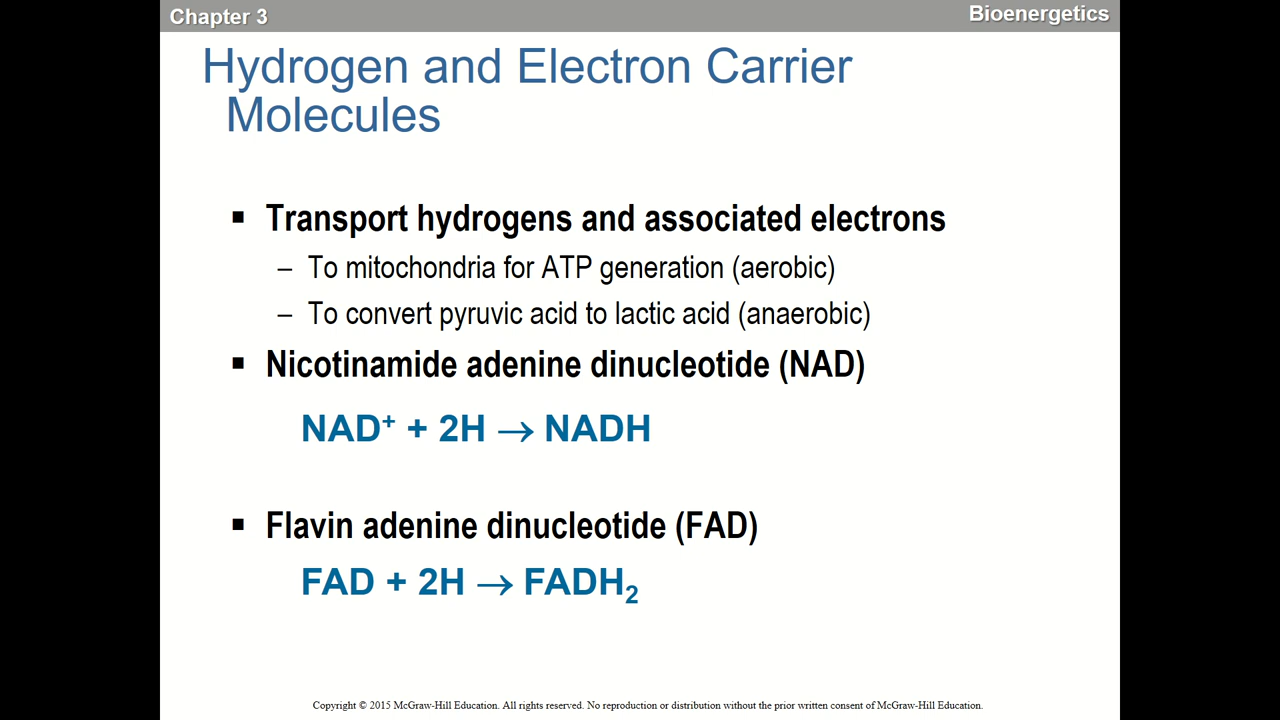 Chapter 3
Bioenergetics
Hydrogen and Electron Carrier
Molecules
▪ Transport hydrogens and associated electrons
– To mitochondria for ATP generation (aerobic)
– To convert pyruvic acid to lactic acid (anaerobic)
▪ Nicotinamide adenine dinucleotide (NAD)
NAD⁺ + 2H → NADH
▪ Flavin adenine dinucleotide (FAD)
FAD + 2H → FADH₂
Copyright © 2015 McGraw-Hill Education. All rights reserved. No reproduction or distribution without the prior written consent of McGraw-Hill Education.